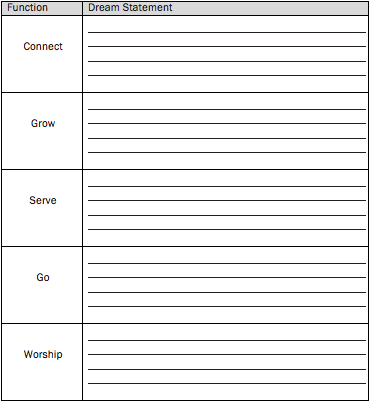 Function Dream Statement
Connect
Grow
Serve
Go
Worship